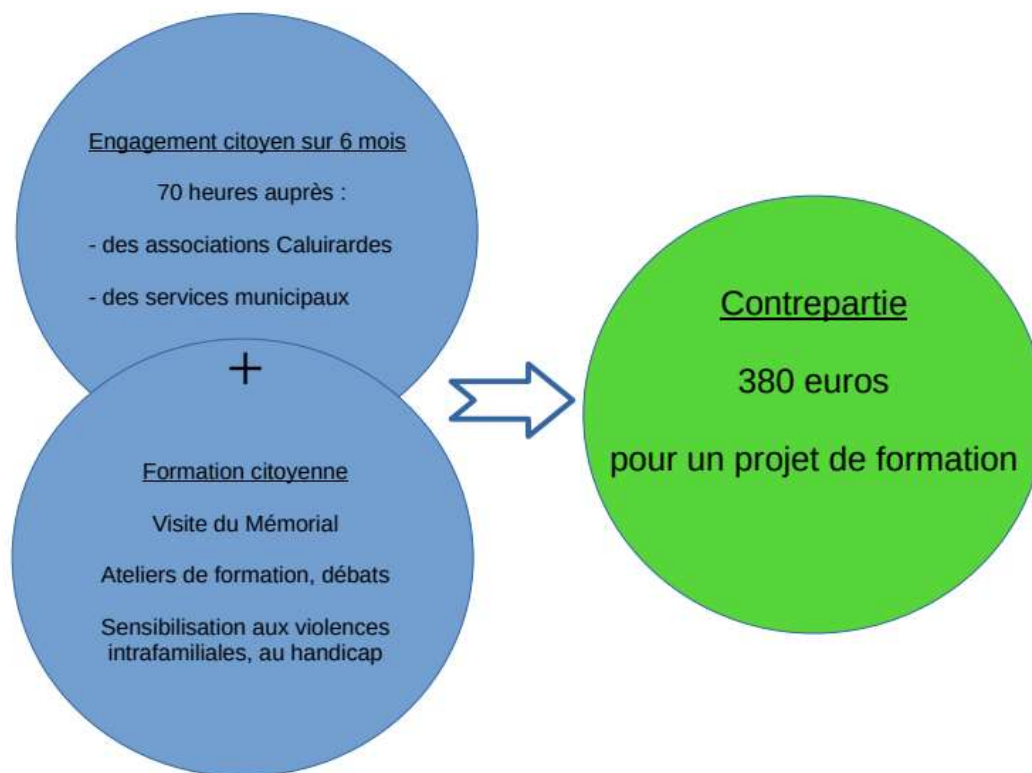 Engagement citoyen sur 6 mois
70 heures auprès :
- des associations Caluirardes
- des services municipaux
+
Formation citoyenne
Visite du Mémorial
Ateliers de formation, débats
Sensibilisation aux violences
intrafamiliales, au handicap
Contrepartie
380 euros
pour un projet de formation